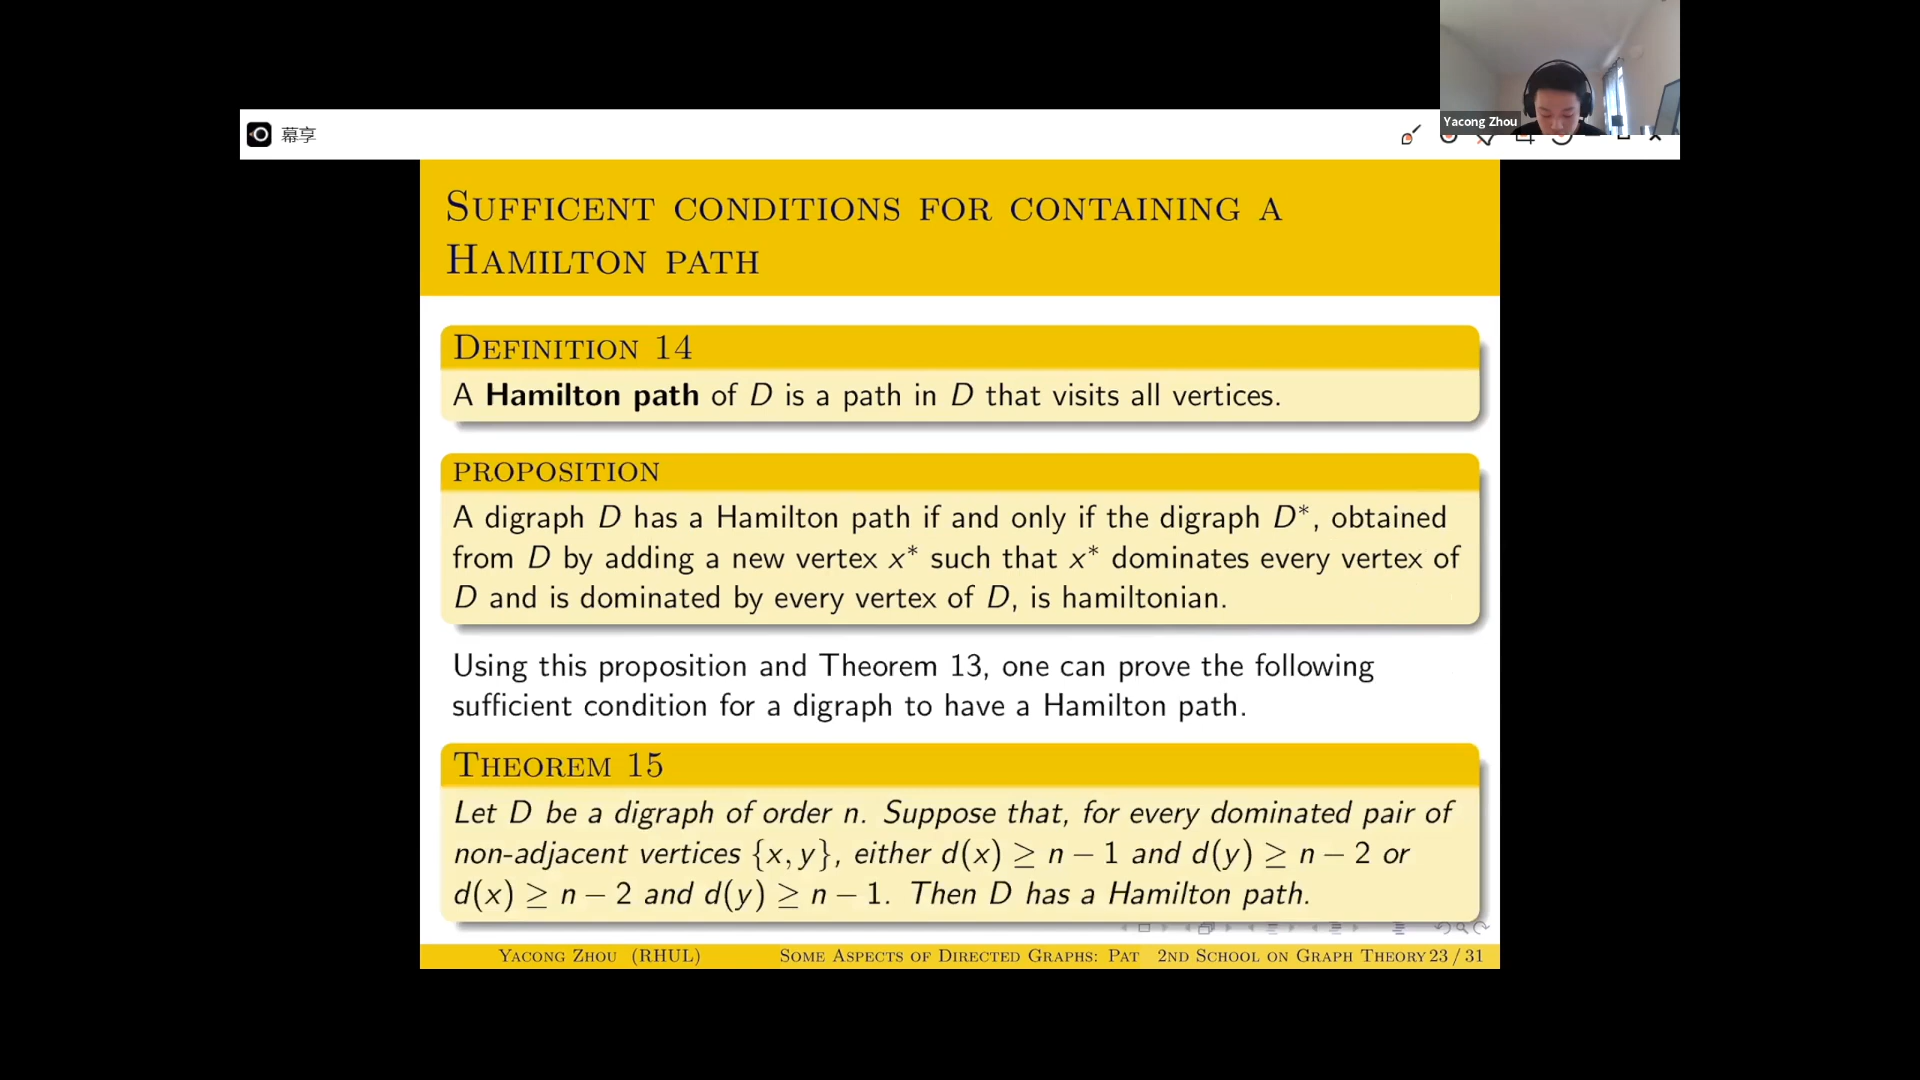 Yacong Zhou
幕享
Sufficent conditions for containing a
Hamilton path
Definition 14
A Hamilton path of D is a path in D that visits all vertices.
proposition
A digraph D has a Hamilton path if and only if the digraph D*, obtained
from D by adding a new vertex x* such that x* dominates every vertex of
D and is dominated by every vertex of D, is hamiltonian.
Using this proposition and Theorem 13, one can prove the following
sufficient condition for a digraph to have a Hamilton path.
Theorem 15
Let D be a digraph of order n. Suppose that, for every dominated pair of
non-adjacent vertices {x, y}, either d(x) ≥ n − 1 and d(y) ≥ n − 2 or
d(x) ≥ n − 2 and d(y) ≥ n − 1. Then D has a Hamilton path.
Yacong Zhou (RHUL) Some Aspects of Directed Graphs: Pat 2nd School on Graph Theory 23 / 31